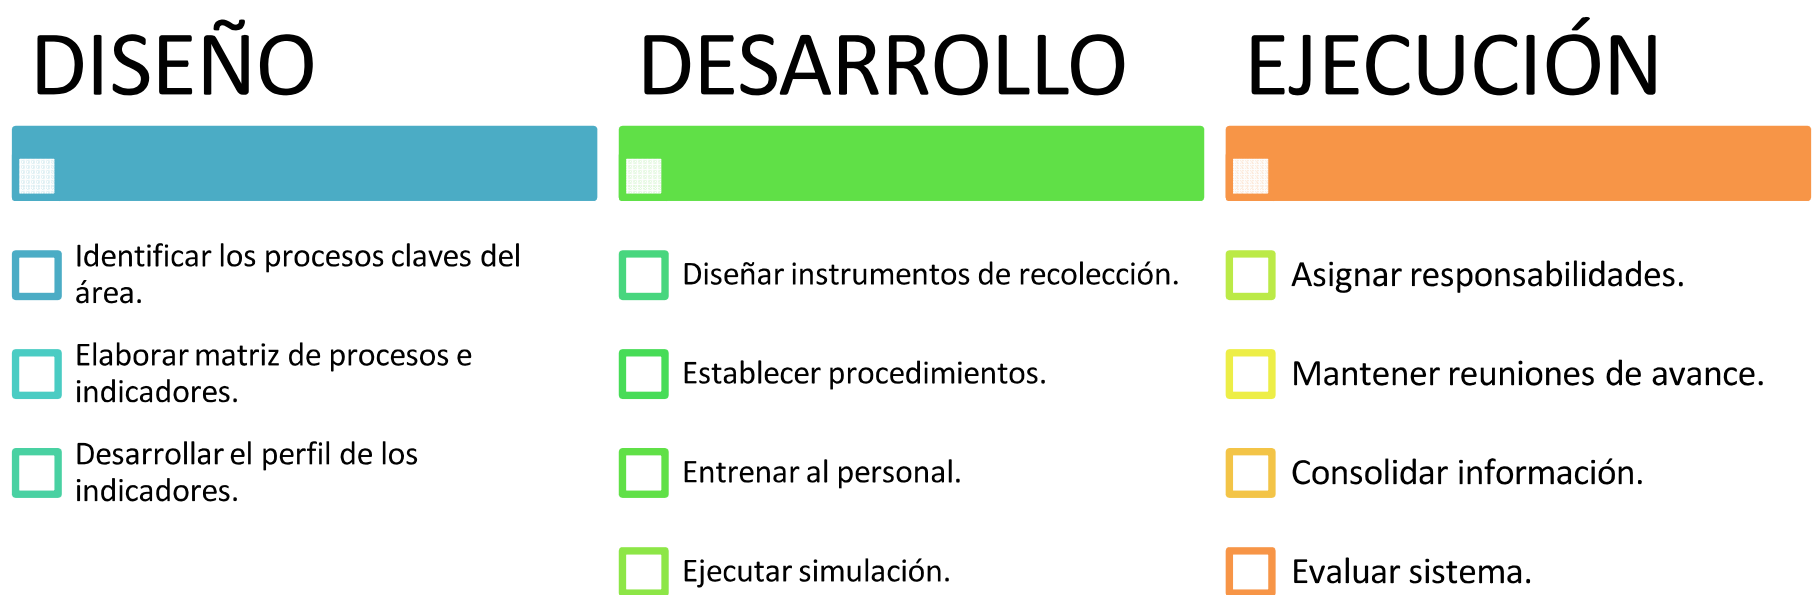 DISEÑO
Identificar los procesos claves del
área.
Elaborar matriz de procesos e
indicadores.
Desarrollar el perfil de los
indicadores.
DESARROLLO
Diseñar instrumentos de recolección.
Establecer procedimientos.
Entrenar al personal.
Ejecutar simulación.
EJECUCIÓN
Asignar responsabilidades.
Mantener reuniones de avance.
Consolidar información.
Evaluar sistema.